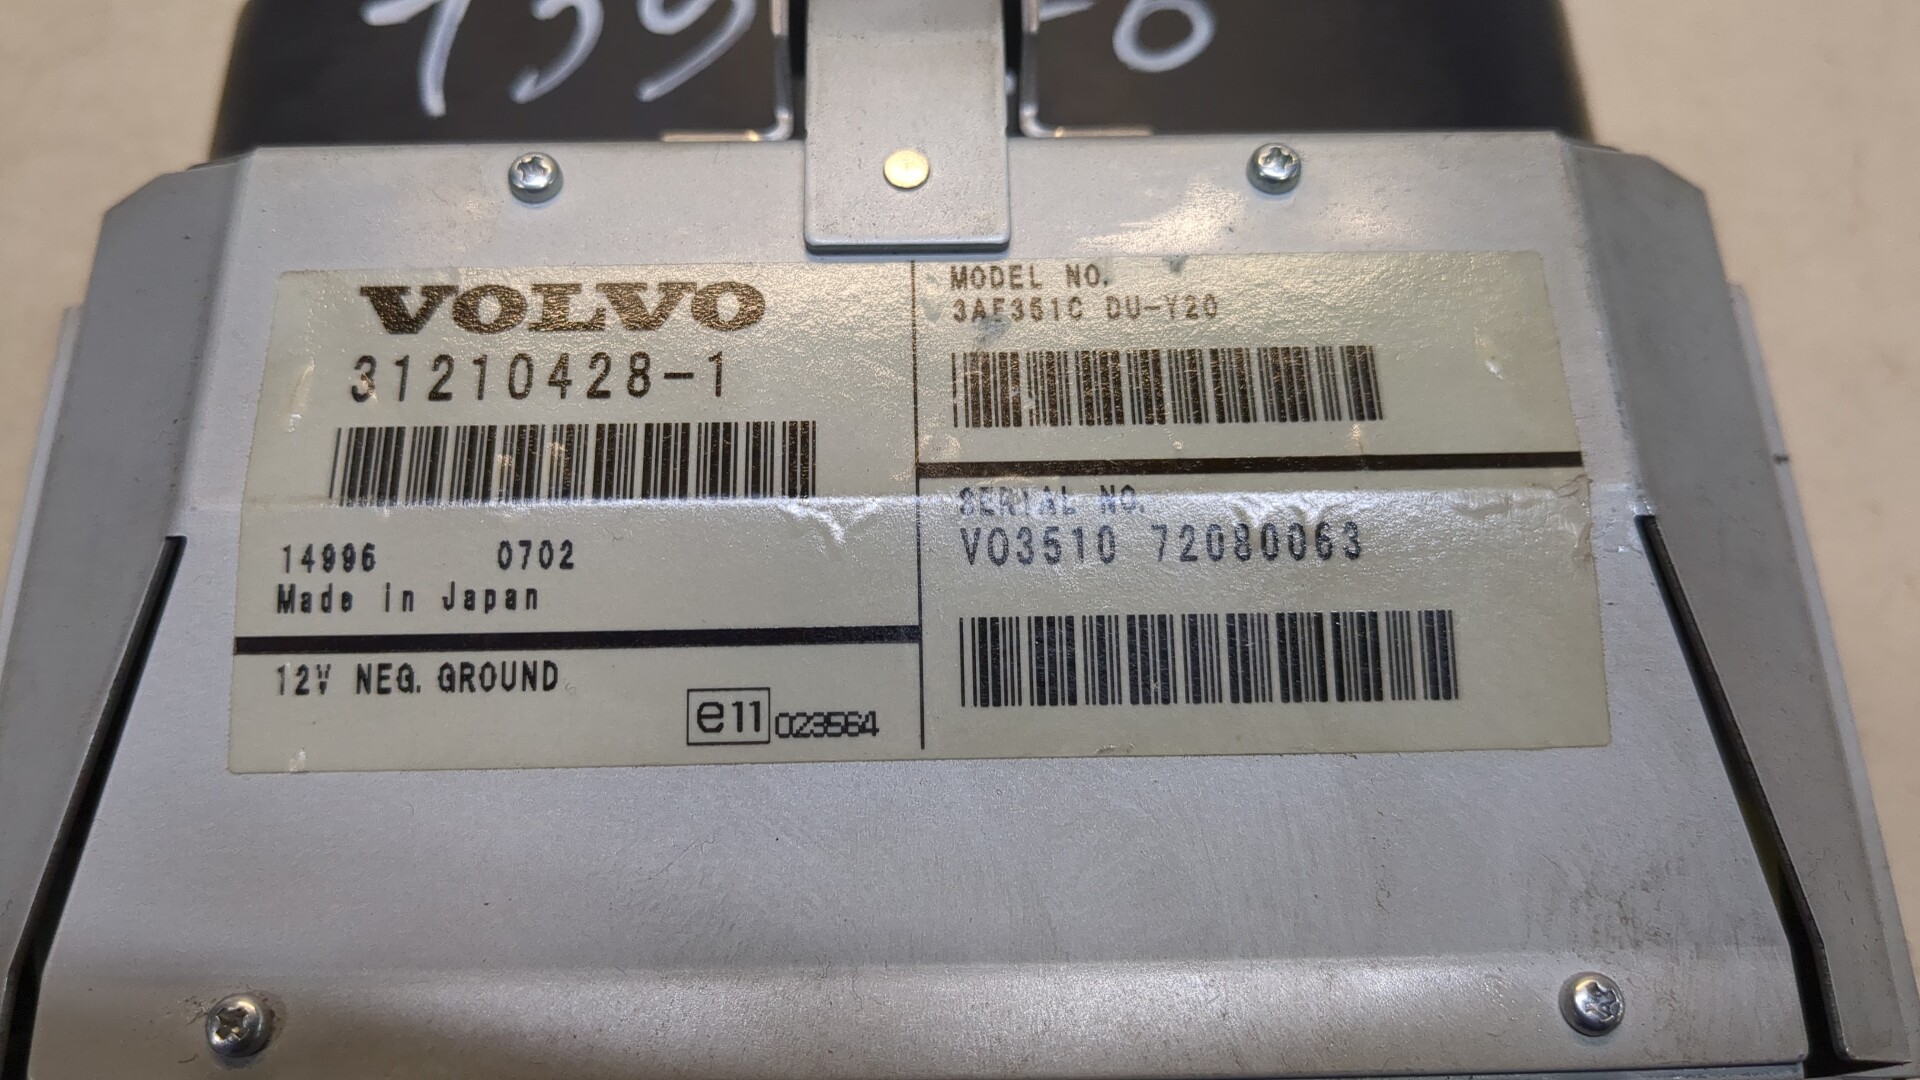 VOLVO
31210428-1
14996 0702
Made in Japan
12V NEG. GROUND
e11 023564
MODEL NO.
3AE351C DU-Y20
SERIAL NO.
VO3510 72080063